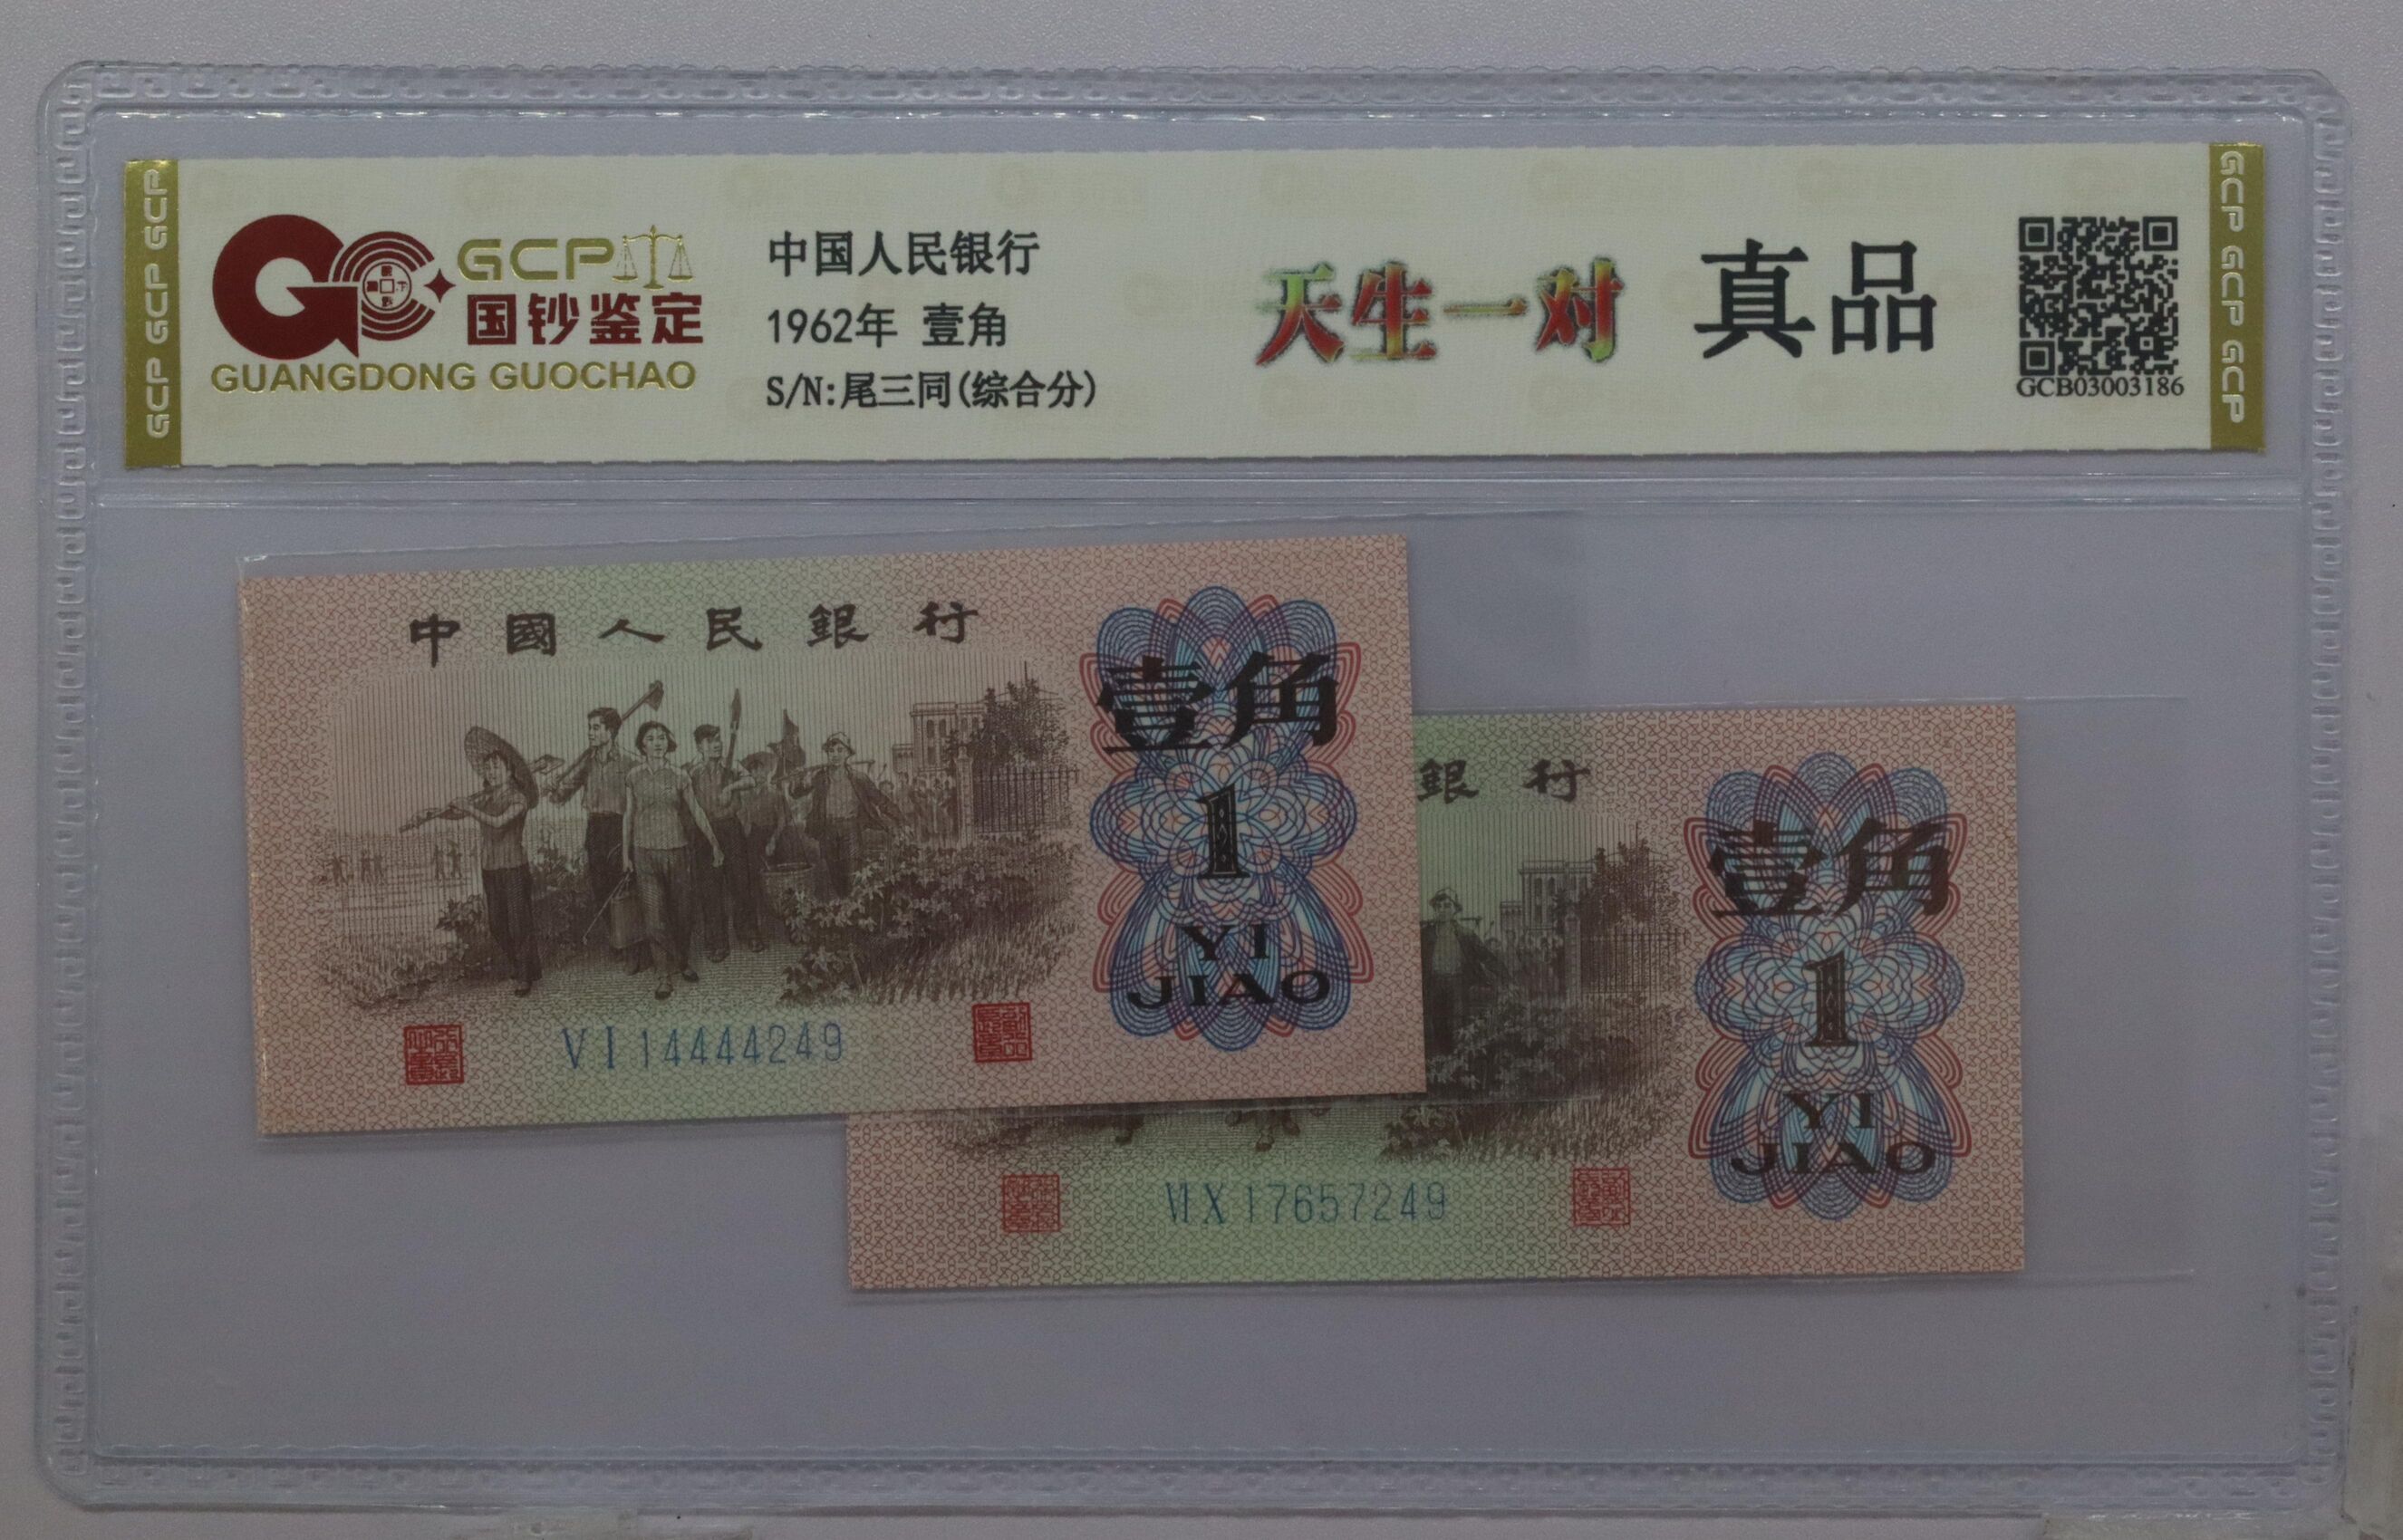 GCP GCP GCP
GCP
国钞鉴定
GUANGDONG GUOCHAO
中国人民银行
1962年 壹角
S/N:尾三同(综合分)
天生一对
真品
GCB03003186
GCP GCP GCP
中國人民銀行
壹角
1
YI
JIAO
VI 14444249
銀行
壹角
1
YI
JIAO
17657249